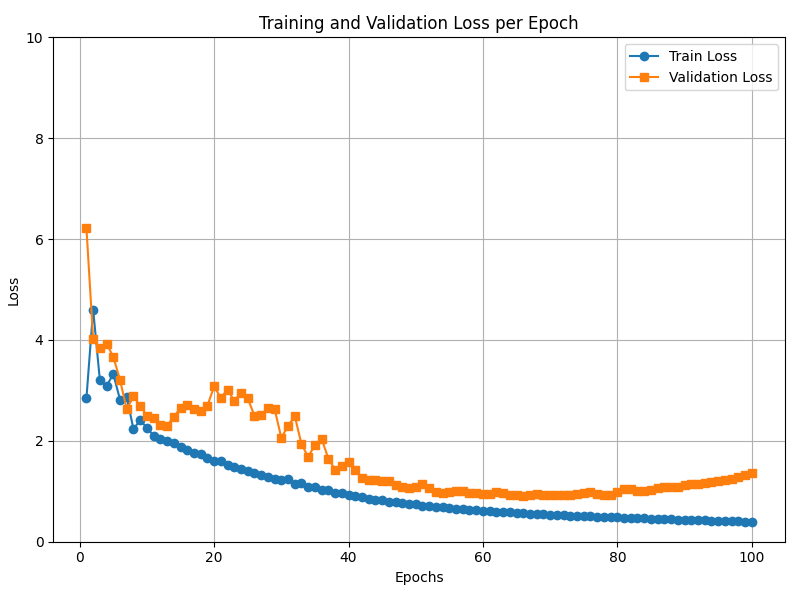 Training and Validation Loss per Epoch
Train Loss
Validation Loss
Loss
10
8
6
4
2
0
0 20 40 60 80 100
Epochs